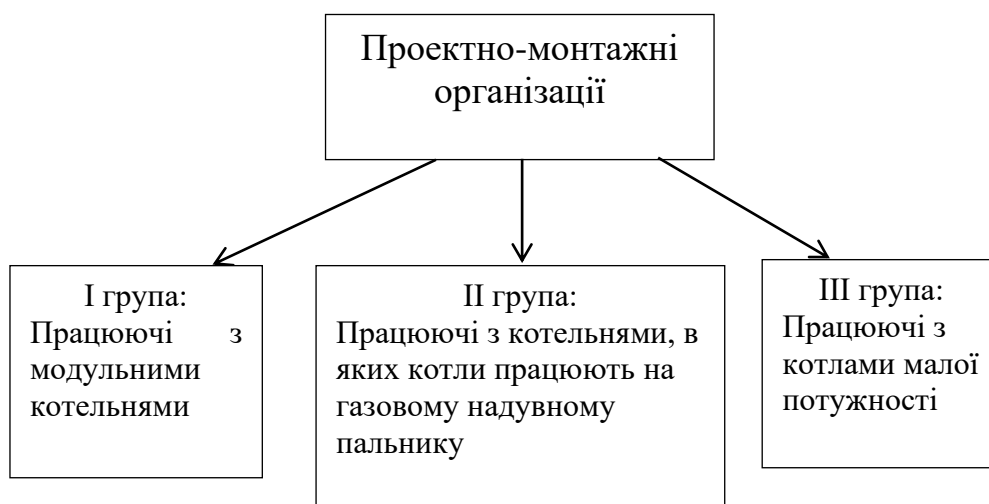 Проектно-монтажні
організації
І група:
Працюючі з
модульними
котельнями
ІІ група:
Працюючі з котельнями, в
яких котли працюють на
газовому надувному
пальнику
ІІІ група:
Працюючі з
котлами малої
потужності